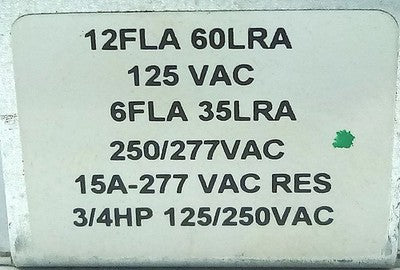 12FLA 60LRA
125 VAC
6FLA 35LRA
250/277VAC
15A-277 VAC RES
3/4HP 125/250VAC